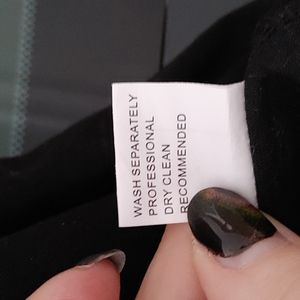 WASH SEPARATELY
PROFESSIONAL
DRY CLEAN
RECOMMENDED